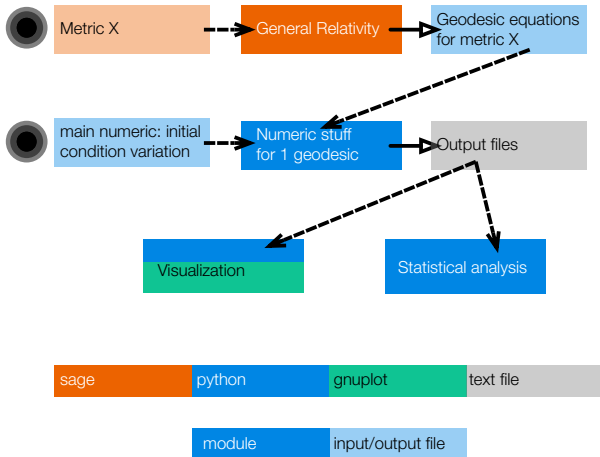 Metric X
General Relativity
Geodesic equations
for metric X
main numeric: initial
condition variation
Numeric stuff
for 1 geodesic
Output files
Visualization
Statistical analysis
sage
python
gnuplot
text file
module
input/output file